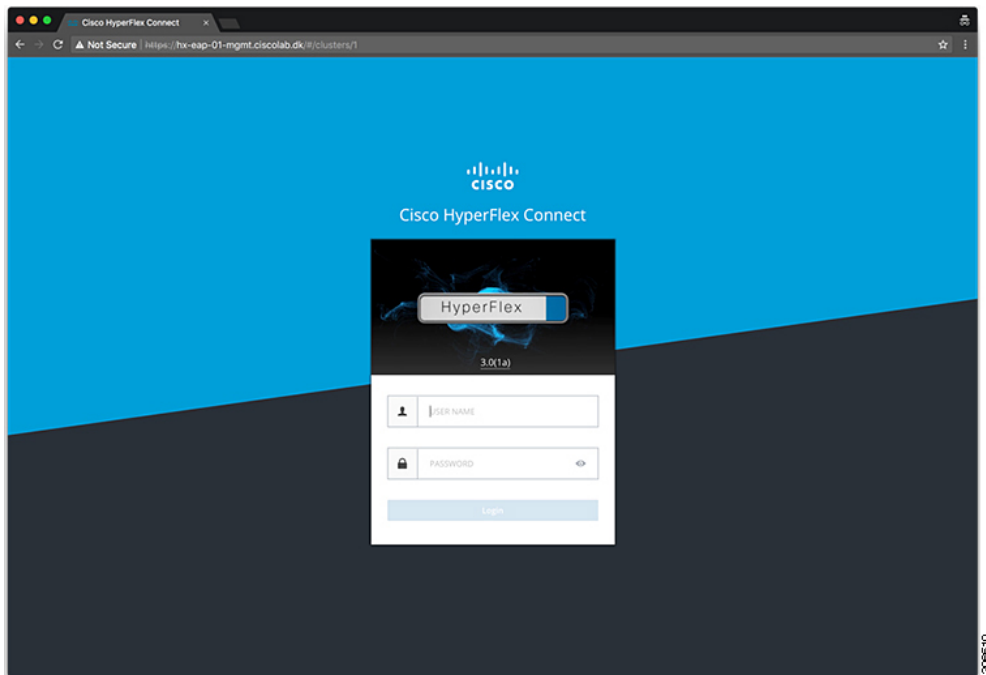 Cisco HyperFlex Connect
Not Secure https://hx-eap-01-mgmt.ciscolab.dk/#/clusters/1
CISCO
Cisco HyperFlex Connect
HyperFlex
3.0(1a)
USER NAME
PASSWORD
Login